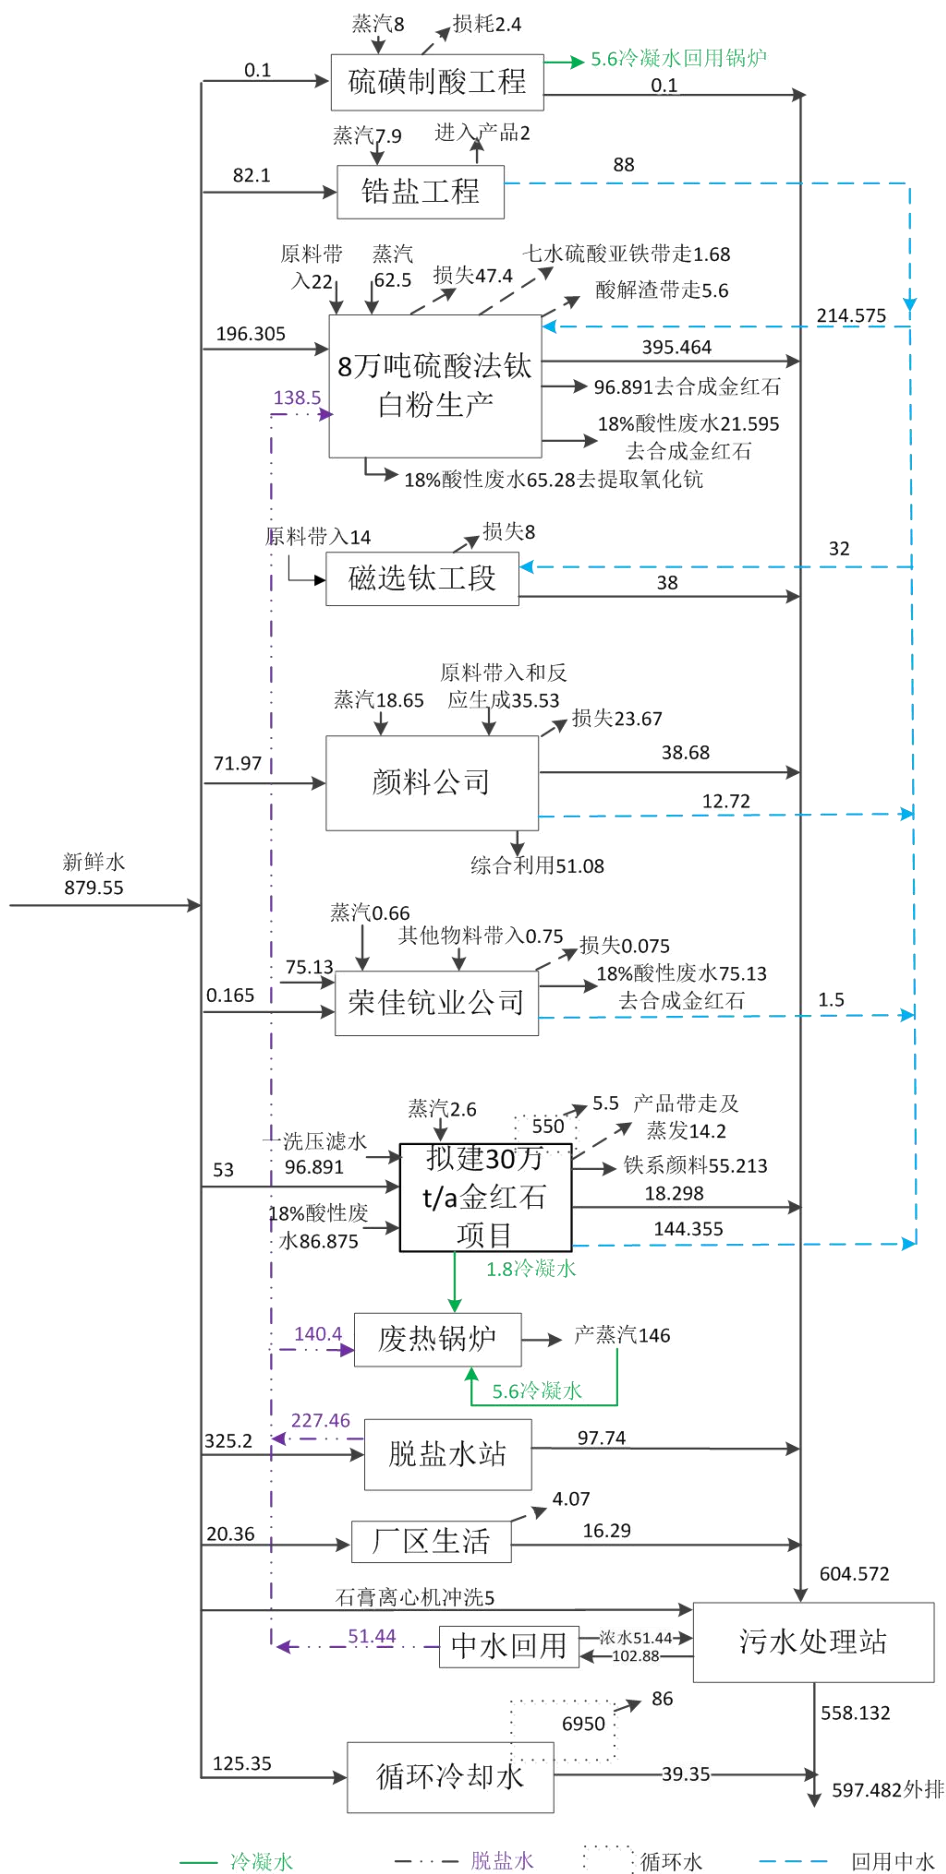 蒸汽8
损耗2.4
0.1
硫磺制酸工程
5.6冷凝水回用锅炉
0.1
蒸汽7.9
进入产品2
82.1
锆盐工程
88
原料带
入22
蒸汽
62.5
损失47.4
七水硫酸亚铁带走1.68
酸解渣带走5.6
214.575
196.305
8万吨硫酸法钛
白粉生产
395.464
96.891去合成金红石
138.5
18%酸性废水21.595
去合成金红石
18%酸性废水65.28去提取氧化钪
原料带入14
损失8
磁选钛工段
32
38
蒸汽18.65
原料带入和反
应生成35.53
损失23.67
71.97
颜料公司
38.68
12.72
综合利用51.08
新鲜水
879.55
蒸汽0.66
其他物料带入0.75
损失0.075
75.13
0.165
荣佳钪业公司
18%酸性废水75.13
去合成金红石
1.5
蒸汽2.6
550
5.5
产品带走及
蒸发14.2
一洗压滤水
96.891
53
18%酸性废
水86.875
拟建30万
t/a金红石
项目
铁系颜料55.213
18.298
144.355
1.8冷凝水
140.4
废热锅炉
产蒸汽146
5.6冷凝水
227.46
325.2
脱盐水站
97.74
4.07
20.36
厂区生活
16.29
604.572
石膏离心机冲洗5
51.44
中水回用
浓水51.44
102.88
污水处理站
558.132
86
6950
125.35
循环冷却水
39.35
597.482外排
冷凝水
脱盐水
循环水
回用中水